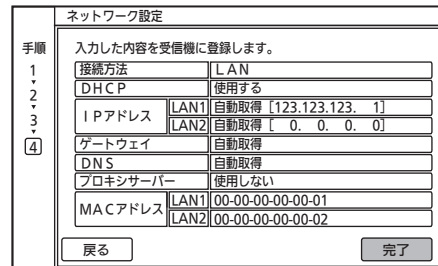 ネットワーク設定
手順
1
2
3
4
入力した内容を受信機に登録します。
接続方法 LAN
DHCP 使用する
IPアドレス LAN1 自動取得 [123.123.123. 1]
LAN2 自動取得 [ 0. 0. 0. 0]
ゲートウェイ 自動取得
DNS 自動取得
プロキシサーバー 使用しない
MACアドレス LAN1 00-00-00-00-00-01
LAN2 00-00-00-00-00-02
戻る 完了